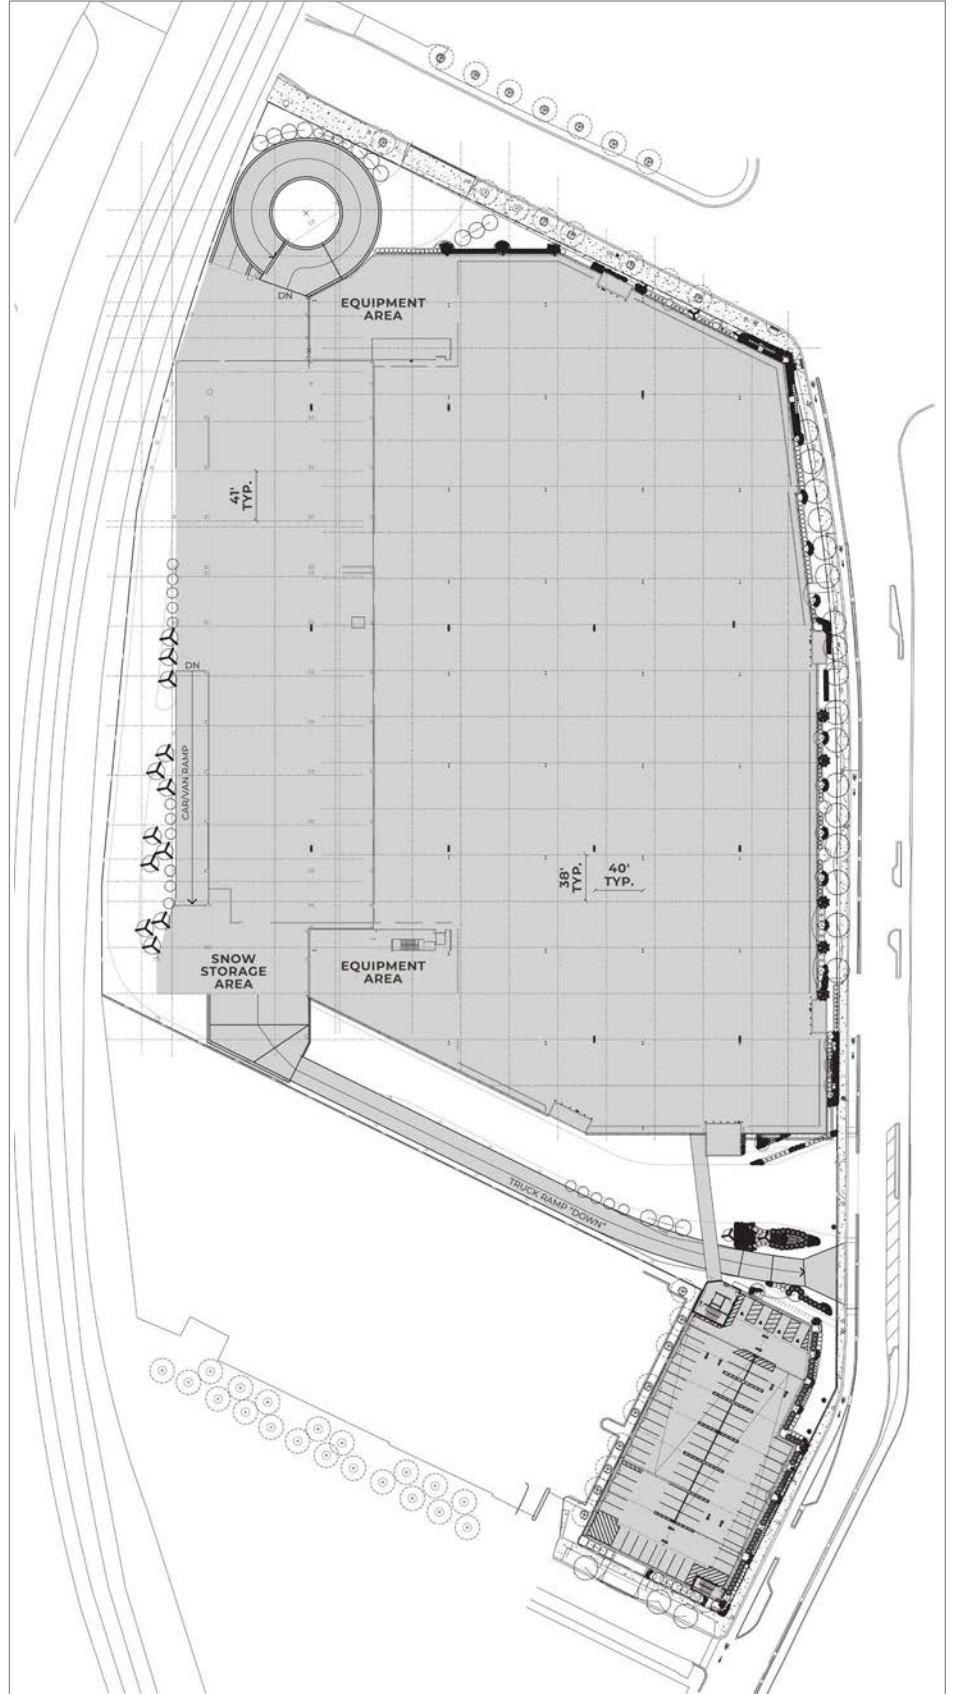 DN
EQUIPMENT
AREA
41'
TYP.
DN
CAR/VAN RAMP
38'
TYP.
40'
TYP.
SNOW
STORAGE
AREA
EQUIPMENT
AREA
TRUCK RAMP "DOWN"